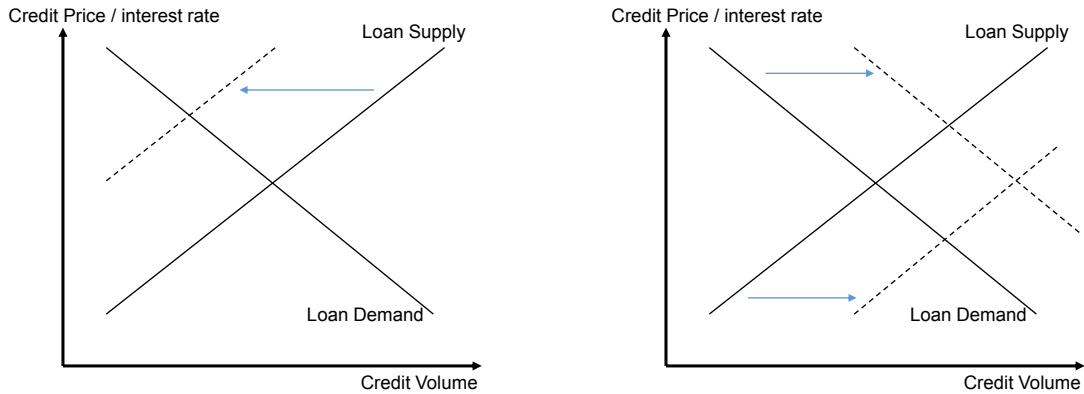 Credit Price / interest rate
Loan Supply
Loan Demand
Credit Volume
Credit Price / interest rate
Loan Supply
Loan Demand
Credit Volume